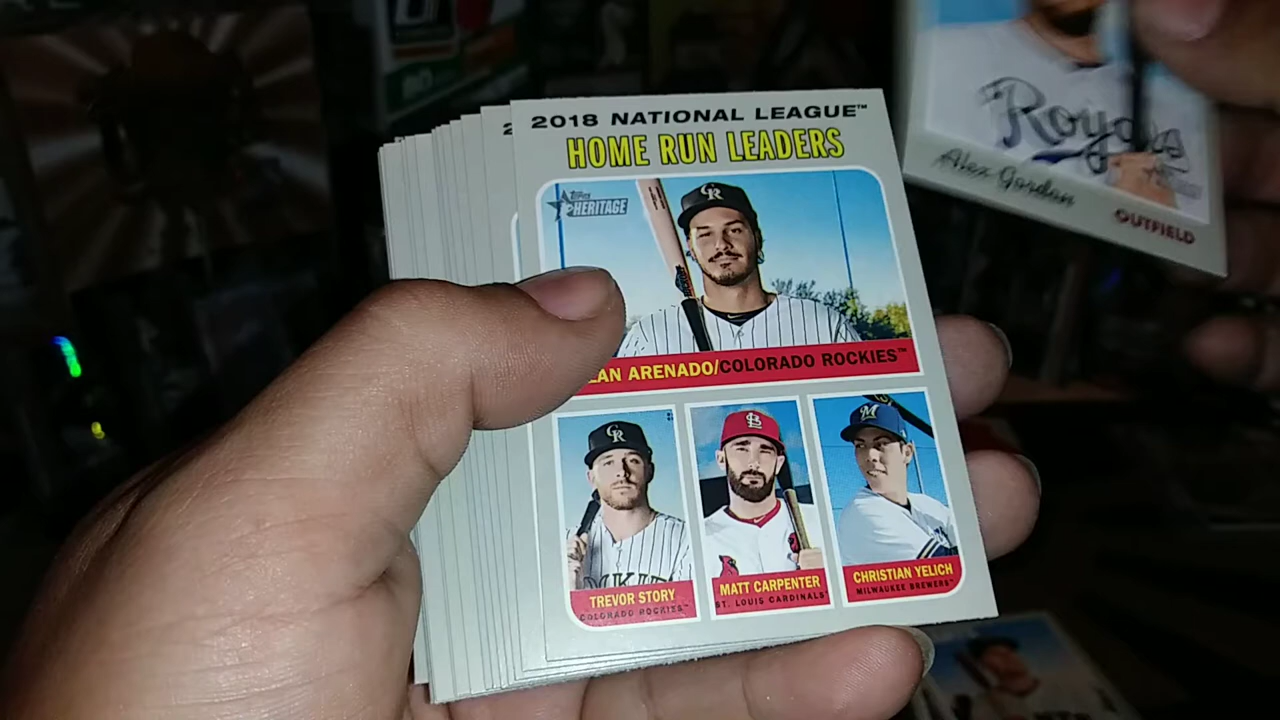 2018 NATIONAL LEAGUE™
HOME RUN LEADERS
Topps
HERITAGE
AN ARENADO/COLORADO ROCKIES™
TREVOR STORY
COLORADO ROCKIES™
MATT CARPENTER
ST. LOUIS CARDINALS™
CHRISTIAN YELICH
MILWAUKEE BREWERS™
2
Royals
Alex Gordon
OUTFIELD